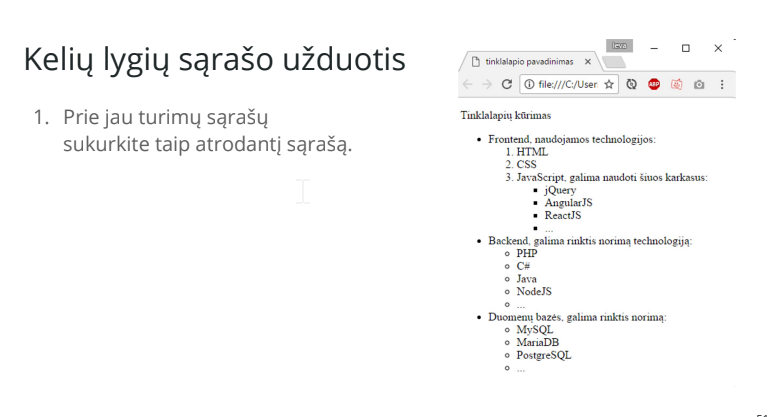 Kelių lygių sąrašo užduotis
1. Prie jau turimų sąrašų
sukurkite taip atrodantį sąrašą.
Ieva
tinklalapio pavadinimas
file:///C:/User
ABP
Tinklalapių kūrimas
Frontend, naudojamos technologijos:
1. HTML
2. CSS
3. JavaScript, galima naudoti šiuos karkasus:
jQuery
AngularJS
ReactJS
...
Backend, galima rinktis norimą technologiją:
PHP
C#
Java
NodeJS
...
Duomenų bazės, galima rinktis norimą:
MySQL
MariaDB
PostgreSQL
...